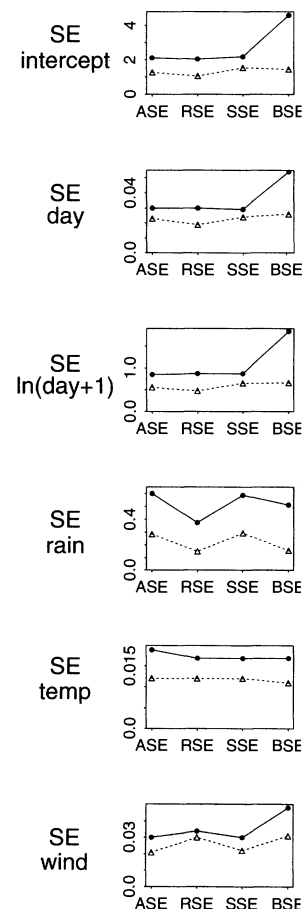 SE
intercept
4
2
0
ASE RSE SSE BSE
SE
day
0.04
0.0
ASE RSE SSE BSE
SE
ln(day+1)
1.0
0.0
ASE RSE SSE BSE
SE
rain
0.4
0.0
ASE RSE SSE BSE
SE
temp
0.015
0.0
ASE RSE SSE BSE
SE
wind
0.03
0.0
ASE RSE SSE BSE